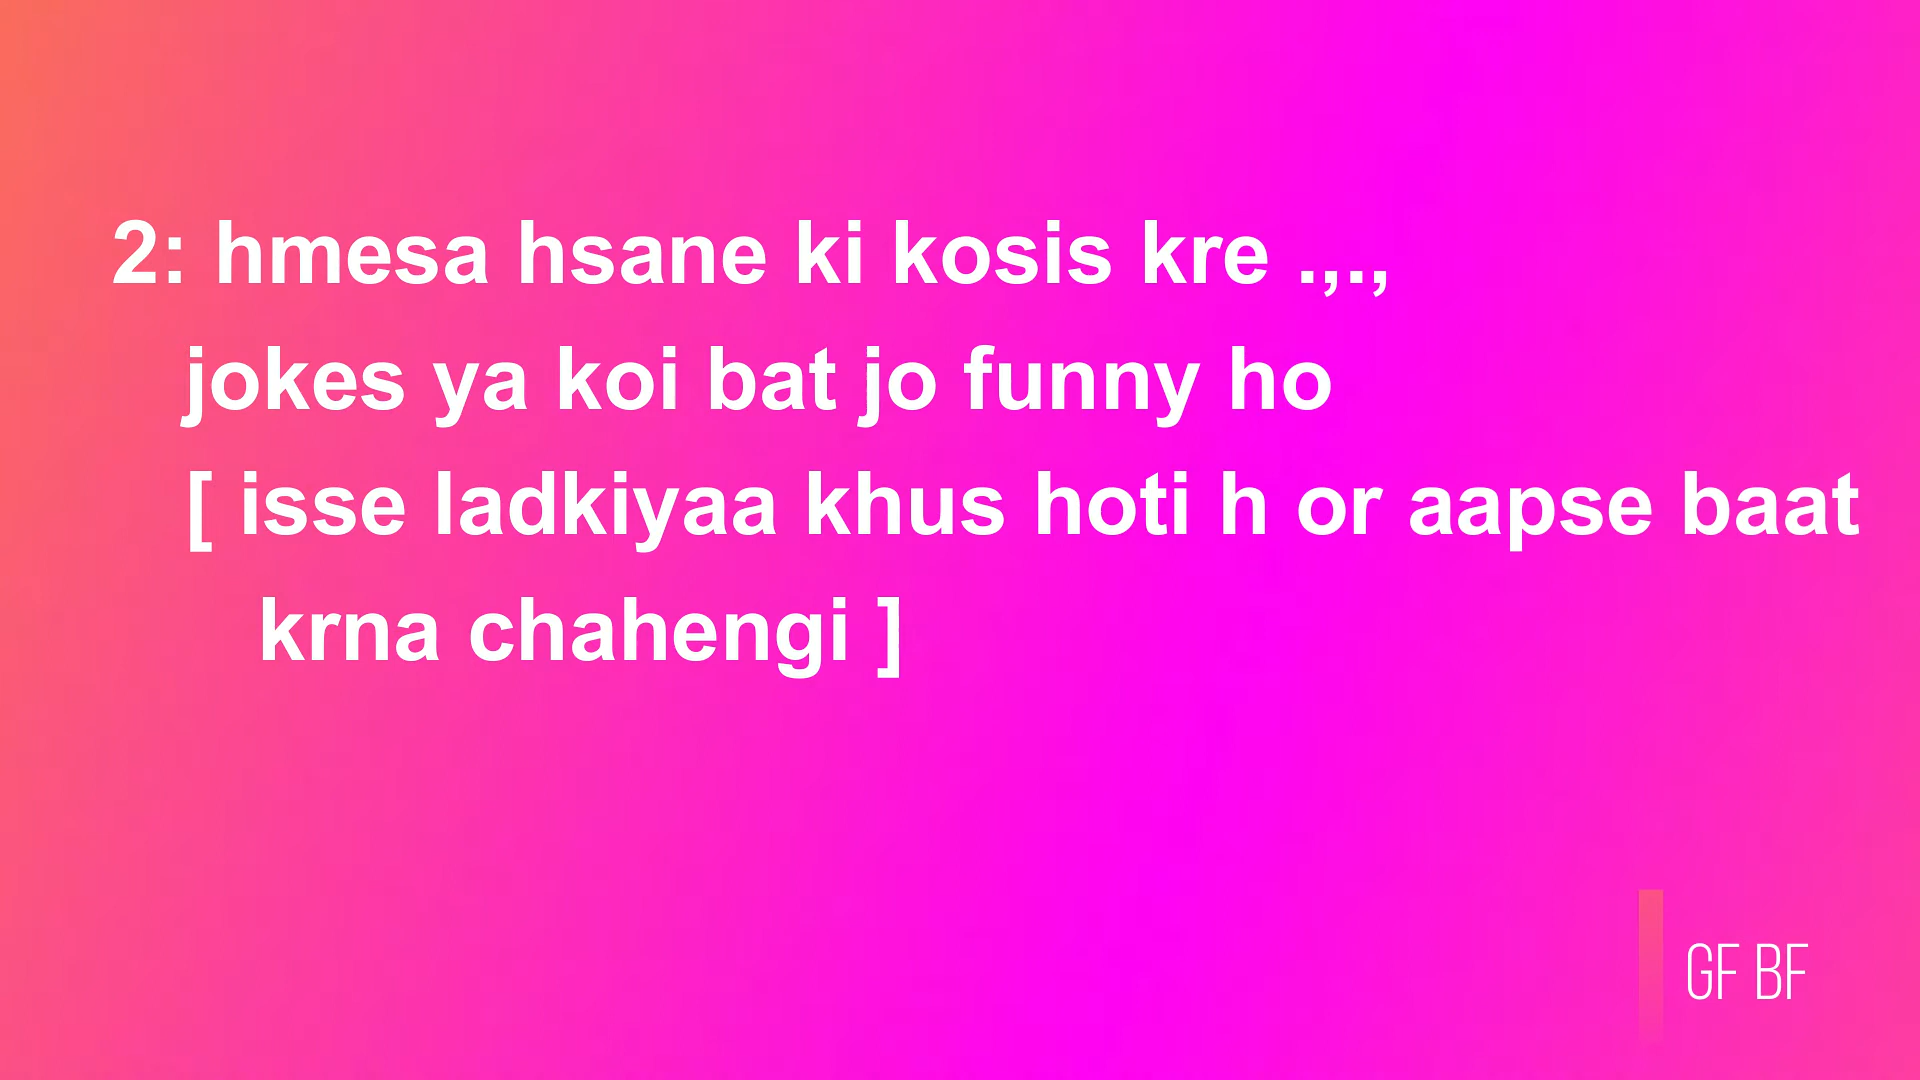 2: hmesa hsane ki kosis kre .,.,
jokes ya koi bat jo funny ho
[ isse ladkiyaa khus hoti h or aapse baat
krna chahengi ]
GF BF